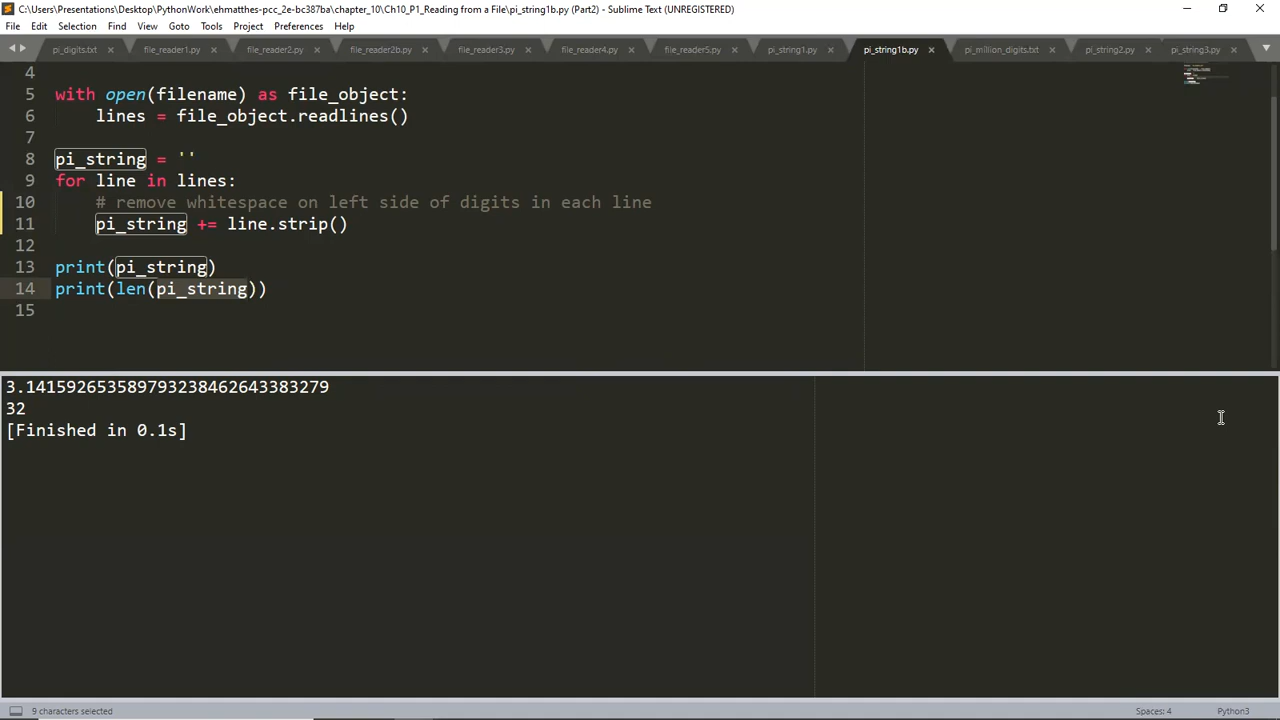 C:\Users\Presentations\Desktop\PythonWork\ehmatthes-pcc_2e-bc387ba\chapter_10\Ch10_P1_Reading from a File\pi_string1b.py (Part2) - Sublime Text (UNREGISTERED)
File Edit Selection Find View Goto Tools Project Preferences Help
pi_digits.txt file_reader1.py file_reader2.py file_reader2b.py file_reader3.py file_reader4.py file_reader5.py pi_string1.py pi_string1b.py pi_million_digits.txt pi_string2.py pi_string3.py
4
5 with open(filename) as file_object:
6 lines = file_object.readlines()
7
8 pi_string = ''
9 for line in lines:
10 # remove whitespace on left side of digits in each line
11 pi_string += line.strip()
12
13 print(pi_string)
14 print(len(pi_string))
15
3.141592653589793238462643383279
32
[Finished in 0.1s]
9 characters selected Spaces: 4 Python3